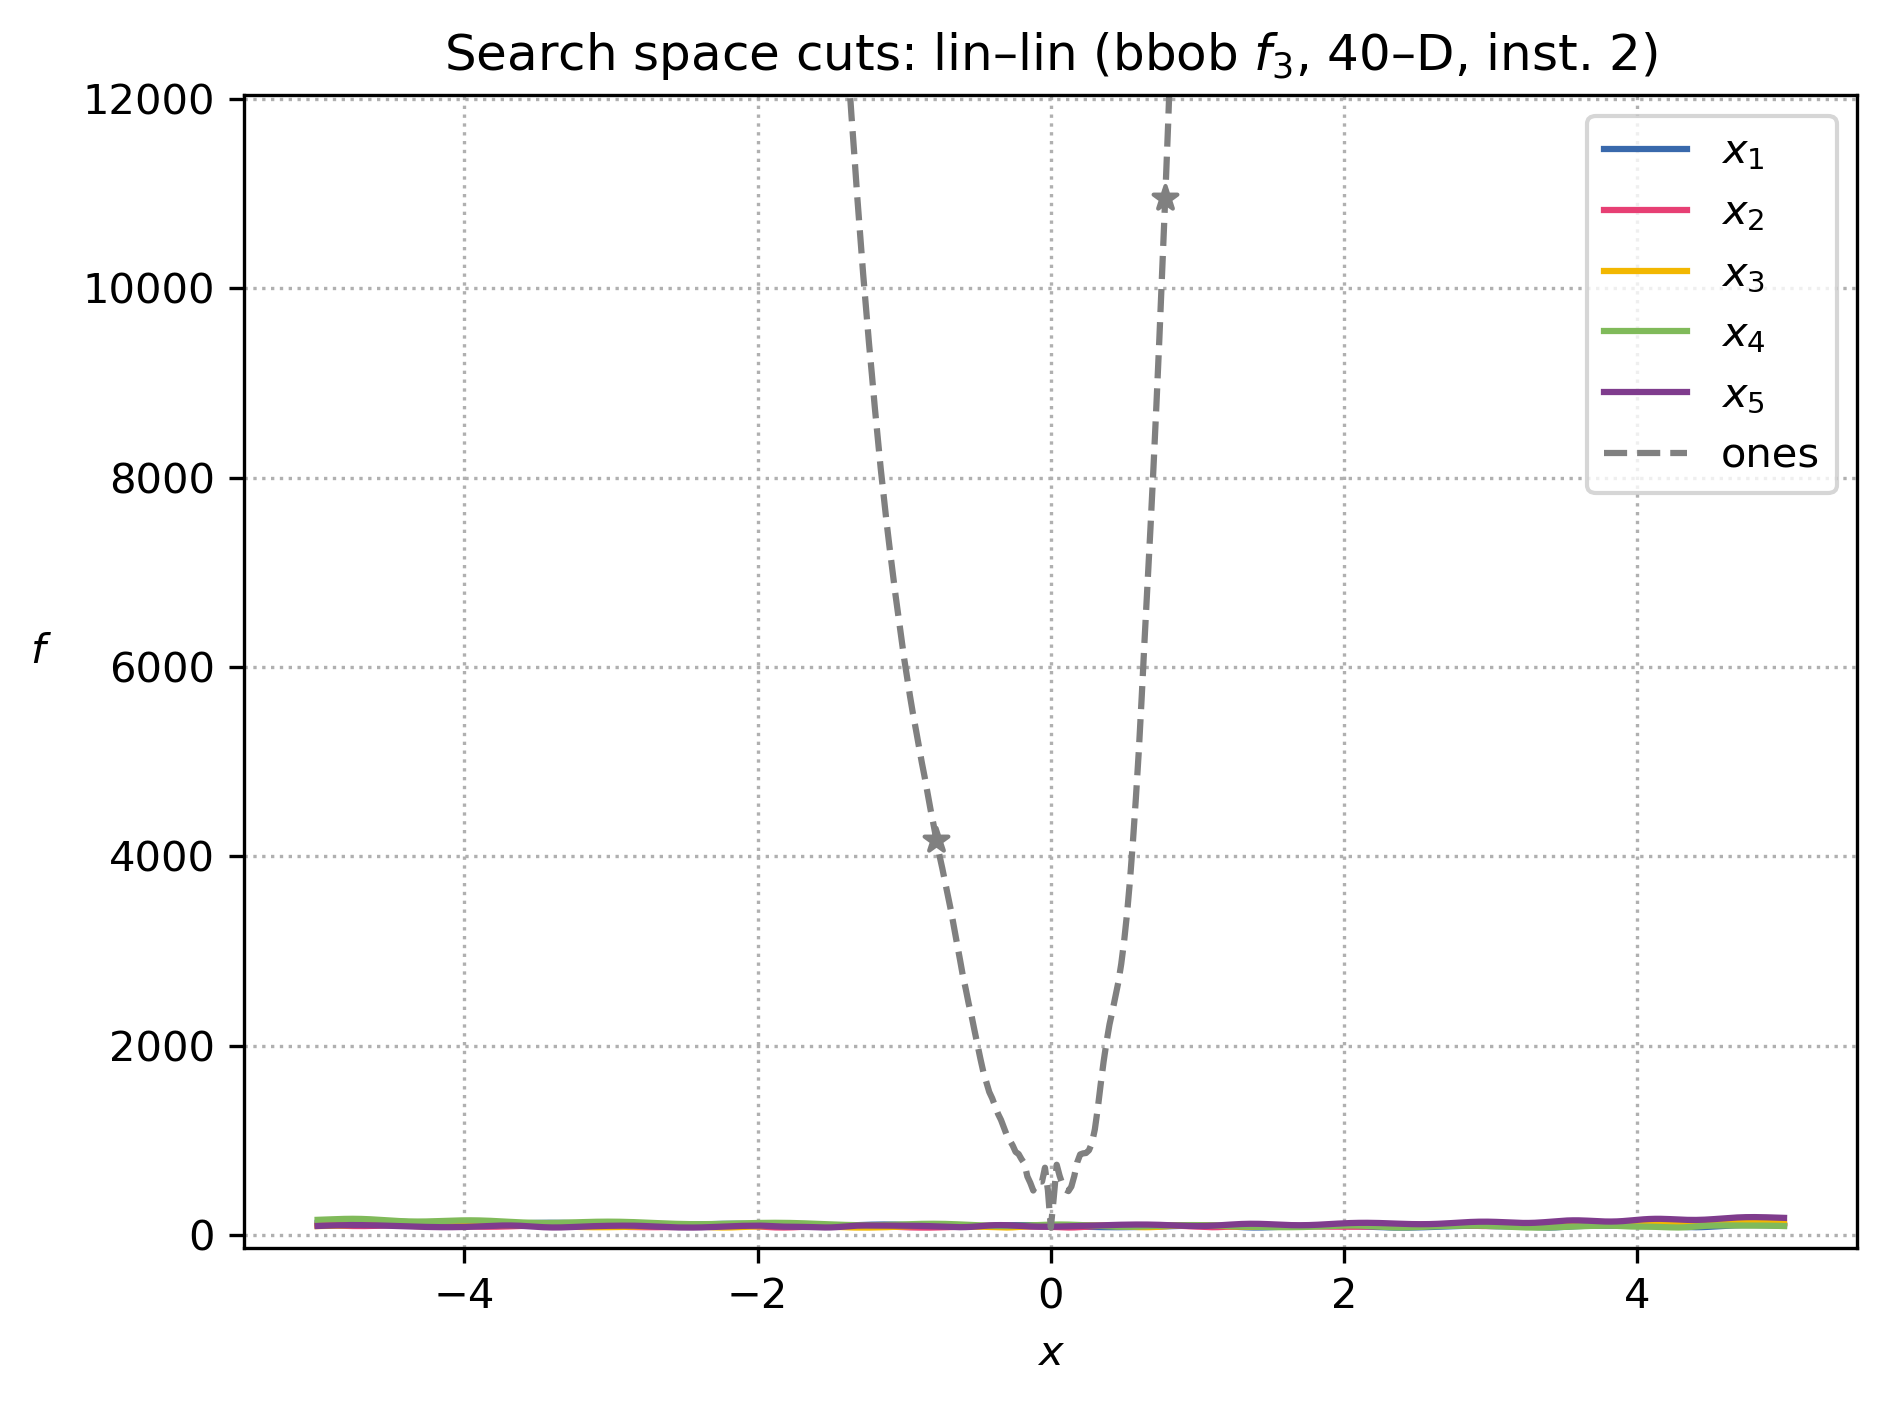 Search space cuts: lin–lin (bbob f₃, 40–D, inst. 2)
12000
10000
8000
6000
4000
2000
0
f
−4
−2
0
2
4
x
x₁
x₂
x₃
x₄
x₅
ones